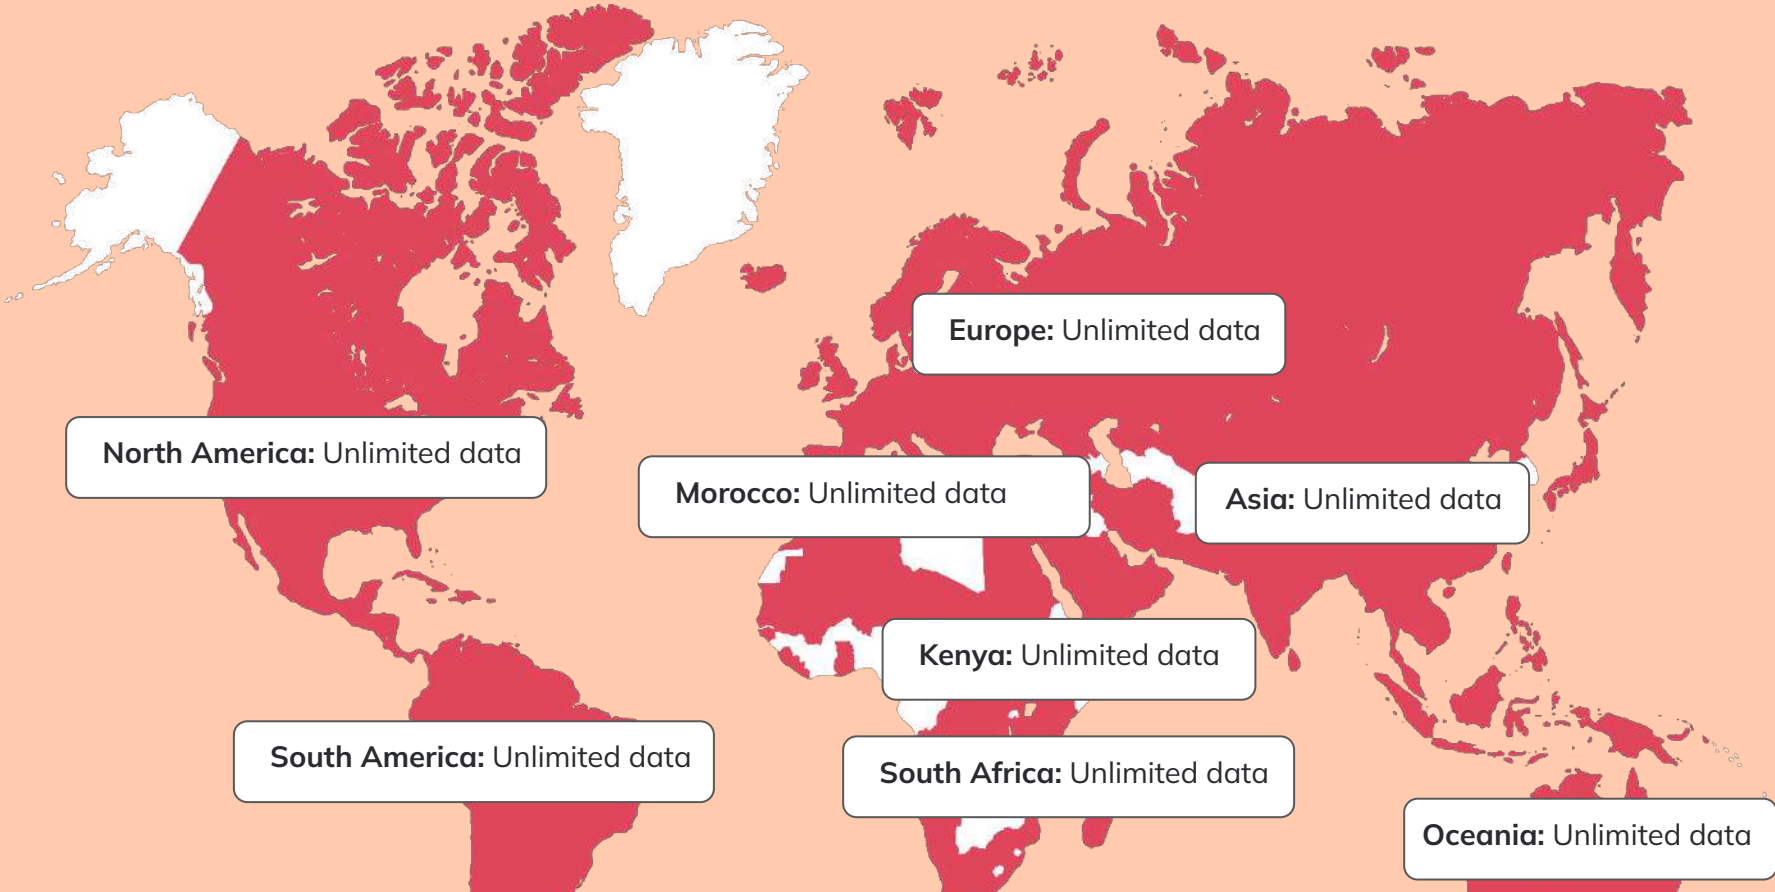 Europe: Unlimited data
North America: Unlimited data
Morocco: Unlimited data
Asia: Unlimited data
Kenya: Unlimited data
South America: Unlimited data
South Africa: Unlimited data
Oceania: Unlimited data